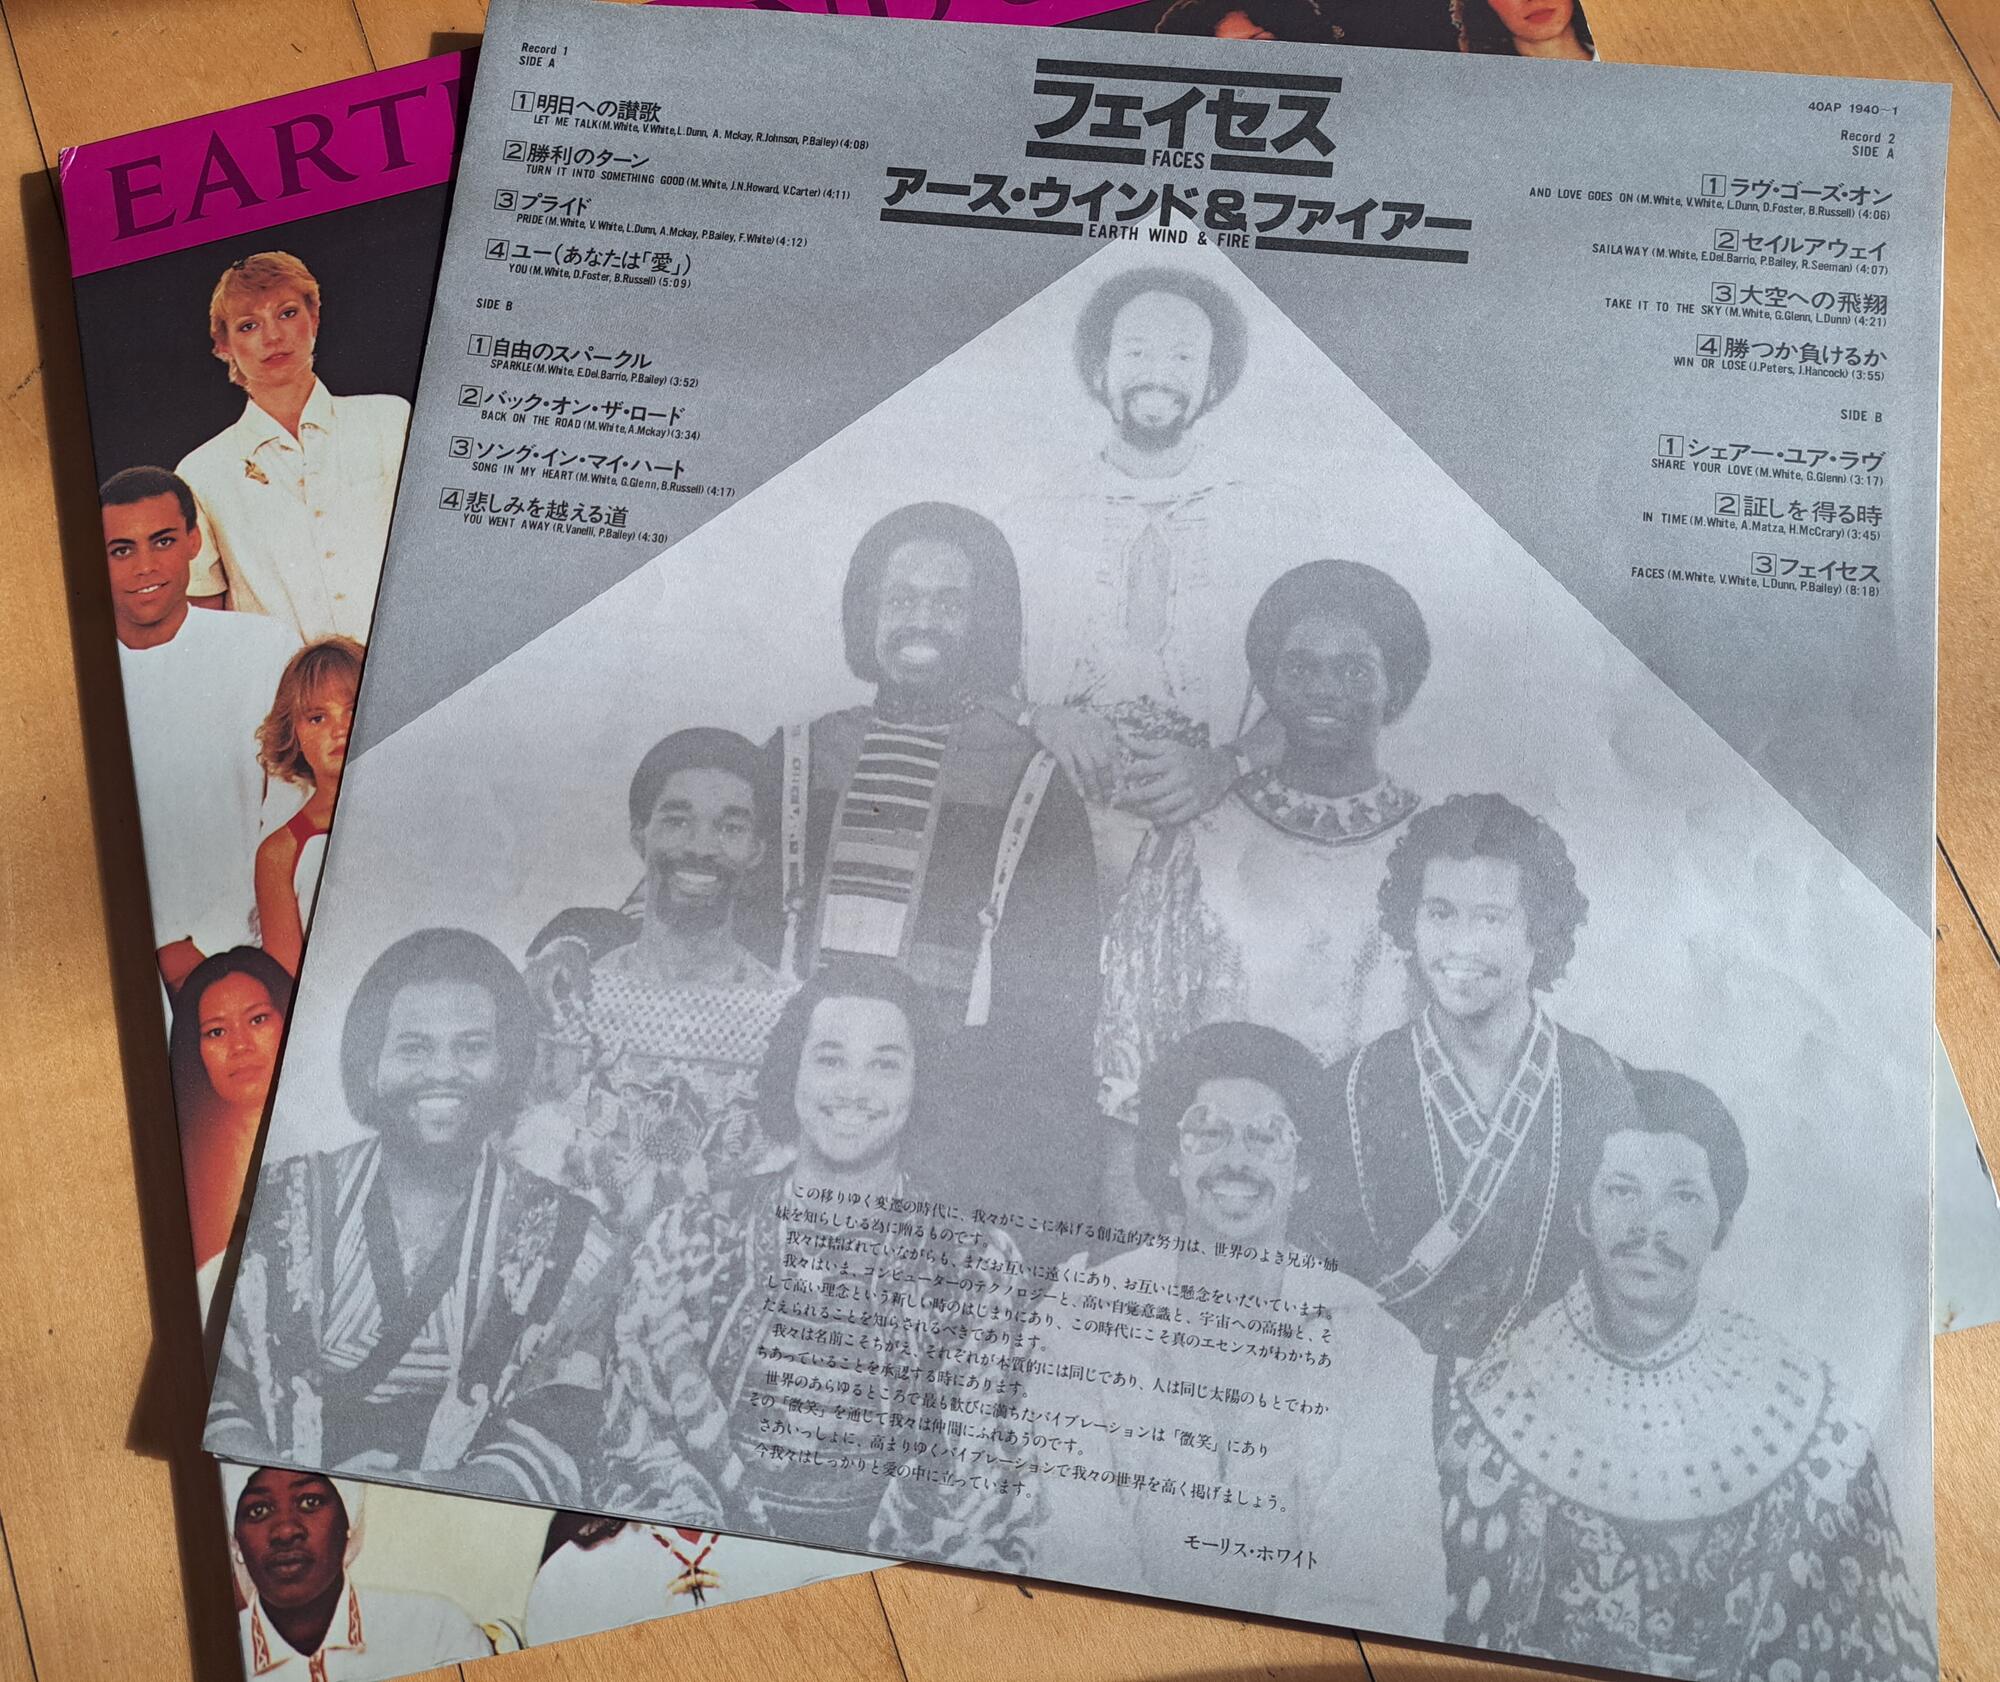 EARTH
Record 1
SIDE A
1 明日への讃歌
LET ME TALK(M.White, V.White, L.Dunn, A. Mckay, R.Johnson, P.Bailey)(4:08)
2 勝利のターン
TURN IT INTO SOMETHING GOOD(M.White, J.N.Howard, V.Carter)(4:11)
3 プライド
PRIDE(M.White, V.White, L.Dunn, A.Mckay, P.Bailey, F.White)(4:12)
4 ユー(あなたは「愛」)
YOU(M.White, D.Foster, B.Russell)(5:09)
SIDE B
1 自由のスパークル
SPARKLE(M.White, E.Del.Barrio, P.Bailey)(3:52)
2 バック・オン・ザ・ロード
BACK ON THE ROAD(M.White, A.Mckay)(3:34)
3 ソング・イン・マイ・ハート
SONG IN MY HEART(M.White, G.Glenn, B.Russell)(4:17)
4 悲しみを越える道
YOU WENT AWAY(R.Vanelli, P.Bailey)(4:30)
フェイセス
FACES
アース・ウインド&ファイアー
EARTH WIND & FIRE
40AP 1940~1
Record 2
SIDE A
1 ラヴ・ゴーズ・オン
AND LOVE GOES ON(M.White, V.White, L.Dunn, D.Foster, B.Russell)(4:06)
2 セイルアウェイ
SAILAWAY(M.White, E.Del.Barrio, P.Bailey, R.Seeman)(4:07)
3 大空への飛翔
TAKE IT TO THE SKY(M.White, G.Glenn, L.Dunn)(4:21)
4 勝つか負けるか
WIN OR LOSE(J.Peters, J.Hancock)(3:55)
SIDE B
1 シェアー・ユア・ラヴ
SHARE YOUR LOVE(M.White, G.Glenn)(3:17)
2 証しを得る時
IN TIME(M.White, A.Matza, H.McCrary)(3:45)
3 フェイセス
FACES(M.White, V.White, L.Dunn, P.Bailey)(8:18)
この移りゆく変遷の時代に、我々がここに奉げる創造的な努力は、世界のよき兄弟・姉
妹を知らしむる為に贈るものです。
我々は結ばれていながらも、まだお互いに遠くにあり、お互いに懸念をいだいています。
我々はいま、コンピューターのテクノロジーと、高い自覚意識と、宇宙への高揚と、そ
して高い理念という新しい時のはじまりにあり、この時代にこそ真のエセンスがわかちあ
たえられることを知らされるべきであります。
我々は名前こそちがえ、それぞれが本質的には同じであり、人は同じ太陽のもとでわか
ちあっていることを承認する時にあります。
世界のあらゆるところで最も歓びに満ちたバイブレーションは「微笑」にあり
その「微笑」を通じて我々は仲間にふれあうのです。
さあいっしょに、高まりゆくバイブレーションで我々の世界を高く掲げましょう。
今我々はしっかりと愛の中に立っています。
モーリス・ホワイト